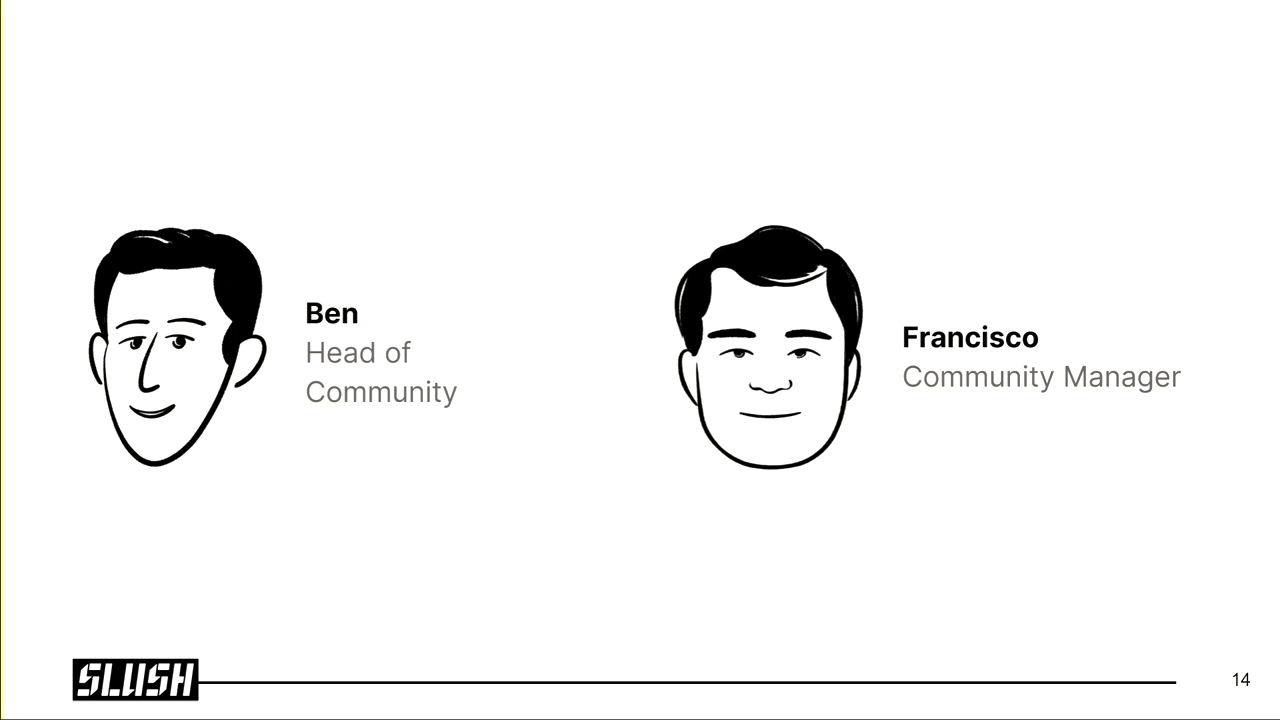 Ben
Head of
Community
Francisco
Community Manager
SLUSH
14